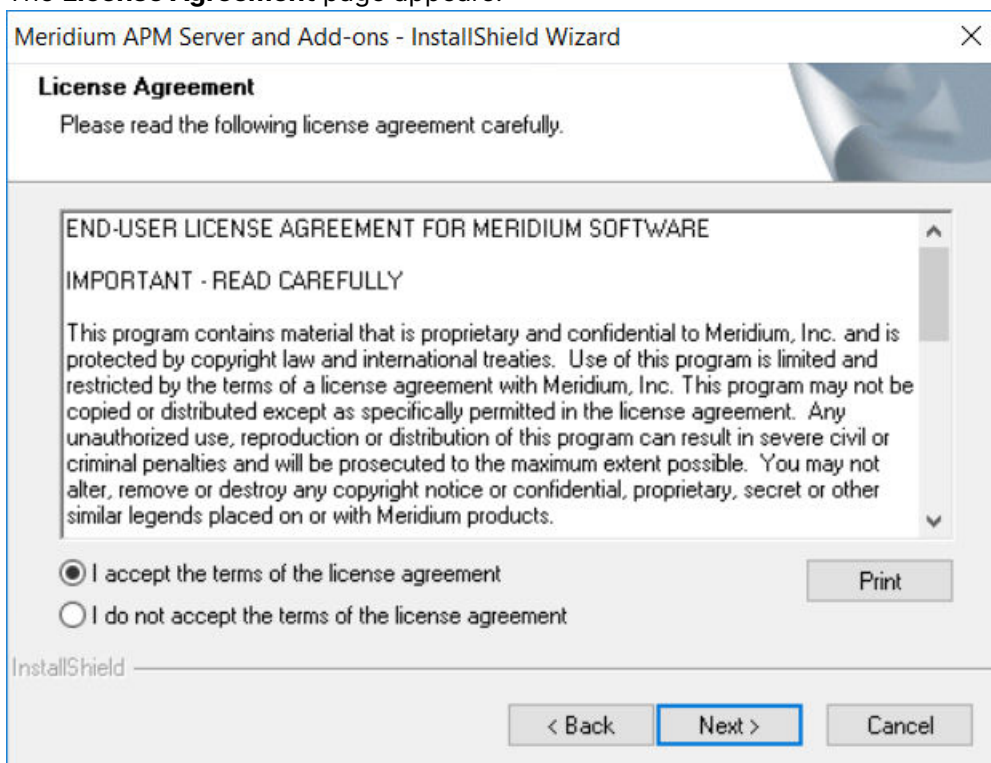 The License Agreement page appears.
Meridium APM Server and Add-ons - InstallShield Wizard
License Agreement
Please read the following license agreement carefully.
END-USER LICENSE AGREEMENT FOR MERIDIUM SOFTWARE
IMPORTANT - READ CAREFULLY
This program contains material that is proprietary and confidential to Meridium, Inc. and is
protected by copyright law and international treaties.  Use of this program is limited and
restricted by the terms of a license agreement with Meridium, Inc. This program may not be
copied or distributed except as specifically permitted in the license agreement.  Any
unauthorized use, reproduction or distribution of this program can result in severe civil or
criminal penalties and will be prosecuted to the maximum extent possible.  You may not
alter, remove or destroy any copyright notice or confidential, proprietary, secret or other
similar legends placed on or with Meridium products.
I accept the terms of the license agreement
Print
I do not accept the terms of the license agreement
InstallShield
< Back
Next >
Cancel